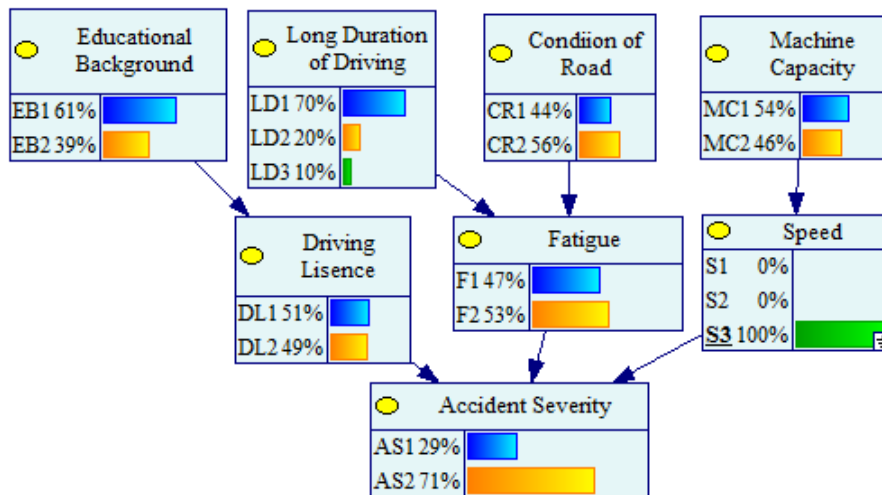 Educational
Background
EB1 61%
EB2 39%
Long Duration
of Driving
LD1 70%
LD2 20%
LD3 10%
Condiion of
Road
CR1 44%
CR2 56%
Machine
Capacity
MC1 54%
MC2 46%
Driving
Lisence
DL1 51%
DL2 49%
Fatigue
F1 47%
F2 53%
Speed
S1 0%
S2 0%
S3 100%
Accident Severity
AS1 29%
AS2 71%